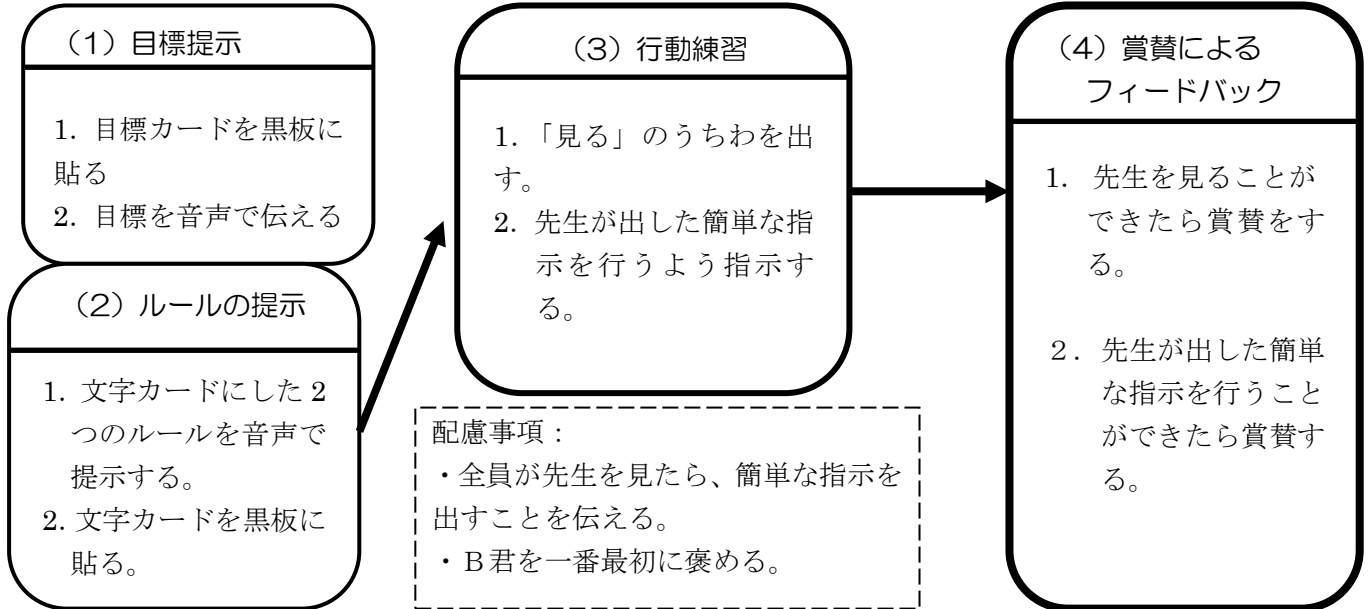 （1）目標提示
1. 目標カードを黒板に
貼る
2. 目標を音声で伝える
（2）ルールの提示
1. 文字カードにした 2
つのルールを音声で
提示する。
2. 文字カードを黒板に
貼る。
（3）行動練習
1.「見る」のうちわを出
す。
2. 先生が出した簡単な指
示を行うよう指示す
る。
配慮事項：
・全員が先生を見たら、簡単な指示を
出すことを伝える。
・Ｂ君を一番最初に褒める。
（4）賞賛による
フィードバック
1. 先生を見ることが
できたら賞賛をす
る。
２．先生が出した簡単
な指示を行うこと
ができたら賞賛す
る。